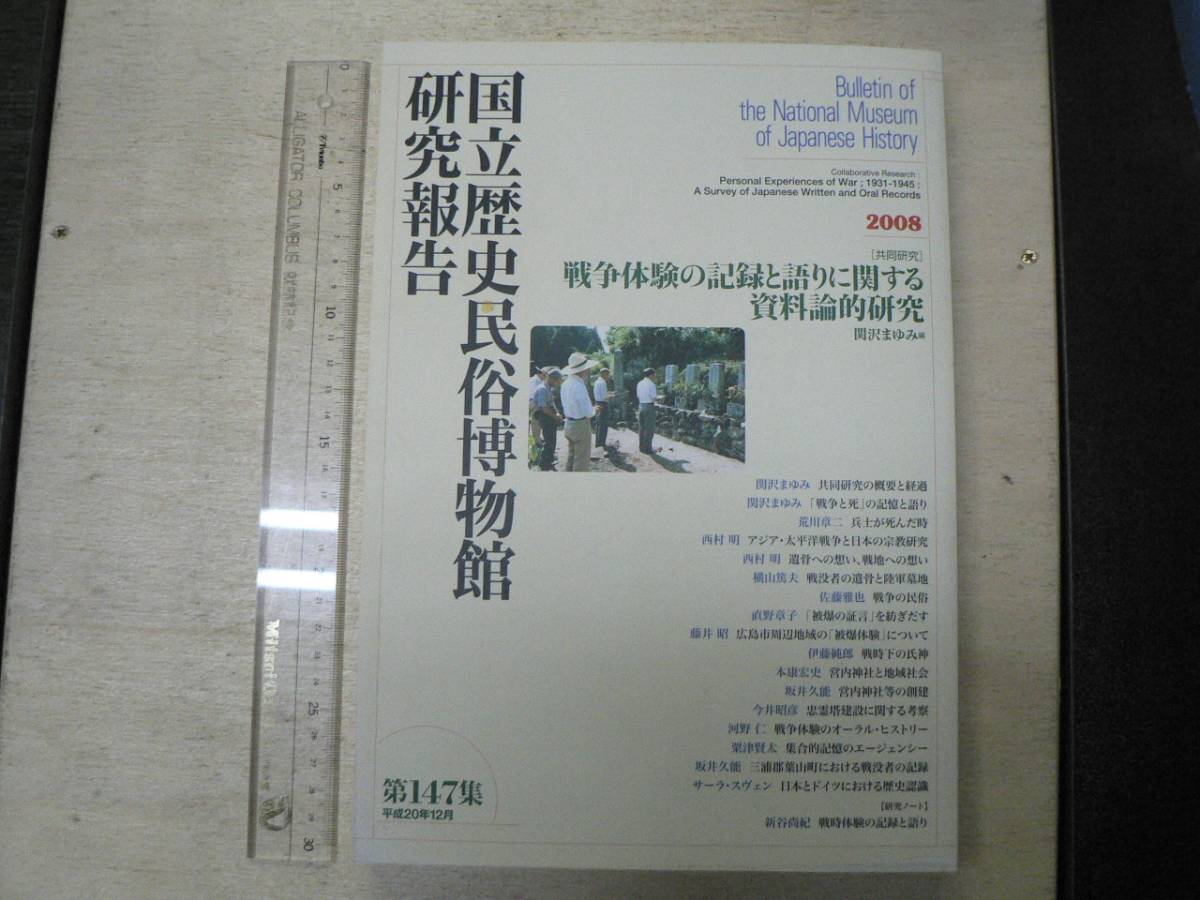 国立歴史民俗博物館
研究報告
Bulletin of
the National Museum
of Japanese History
Collaborative Research :
Personal Experiences of War ; 1931-1945 :
A Survey of Japanese Written and Oral Records
2008
[共同研究]
戦争体験の記録と語りに関する
資料論的研究
関沢まゆみ編
関沢まゆみ 共同研究の概要と経過
関沢まゆみ 「戦争と死」の記憶と語り
荒川章二 兵士が死んだ時
西村 明 アジア・太平洋戦争と日本の宗教研究
西村 明 遺骨への想い、戦地への想い
横山篤夫 戦没者の遺骨と陸軍墓地
佐藤雅也 戦争の民俗
直野章子 「被爆の証言」を紡ぎだす
藤井 昭 広島市周辺地域の「被爆体験」について
伊藤純郎 戦時下の氏神
本康宏史 営内神社と地域社会
坂井久能 営内神社等の創建
今井昭彦 忠霊塔建設に関する考察
河野 仁 戦争体験のオーラル・ヒストリー
粟津賢太 集合的記憶のエージェンシー
坂井久能 三浦郡葉山町における戦没者の記録
サーラ・スヴェン 日本とドイツにおける歴史認識
【研究ノート】
新谷尚紀 戦時体験の記録と語り
第147集
平成20年12月
ALLIGATOR COLUMBUS
0
5
10
15
25
30